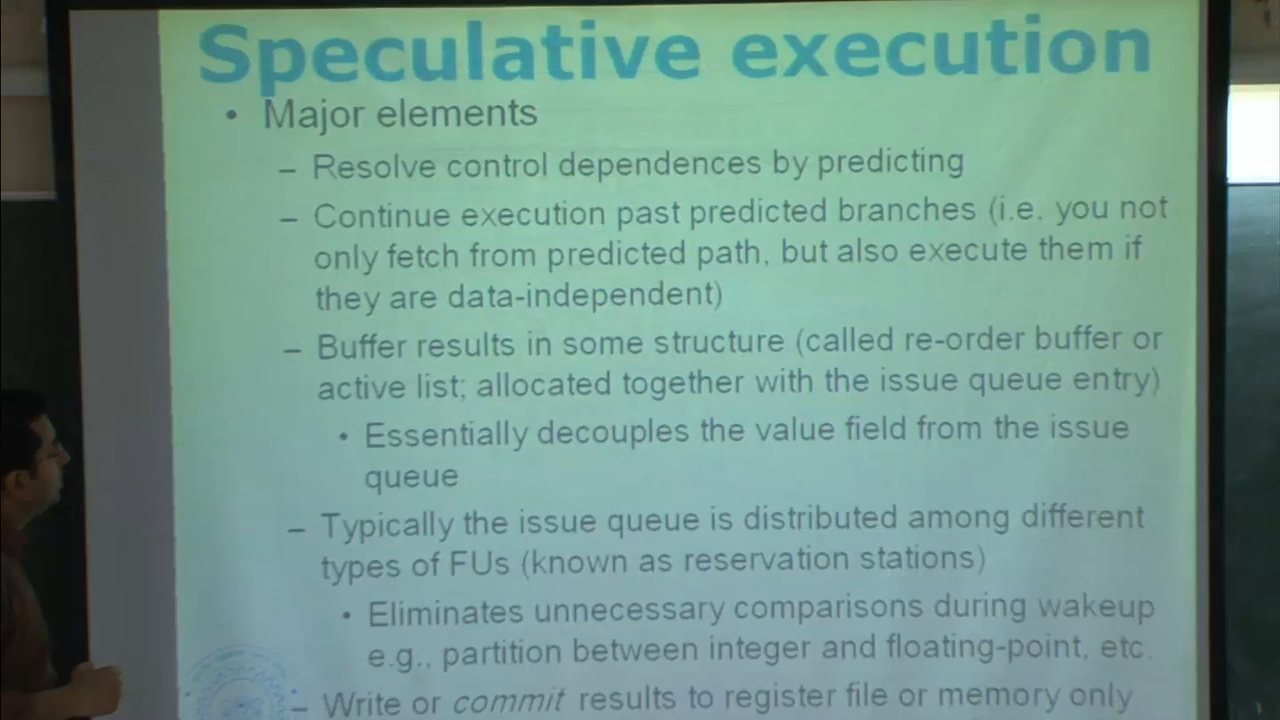 Speculative execution
• Major elements
– Resolve control dependences by predicting
– Continue execution past predicted branches (i.e. you not
only fetch from predicted path, but also execute them if
they are data-independent)
– Buffer results in some structure (called re-order buffer or
active list; allocated together with the issue queue entry)
• Essentially decouples the value field from the issue
queue
– Typically the issue queue is distributed among different
types of FUs (known as reservation stations)
• Eliminates unnecessary comparisons during wakeup
e.g., partition between integer and floating-point, etc.
– Write or commit results to register file or memory only